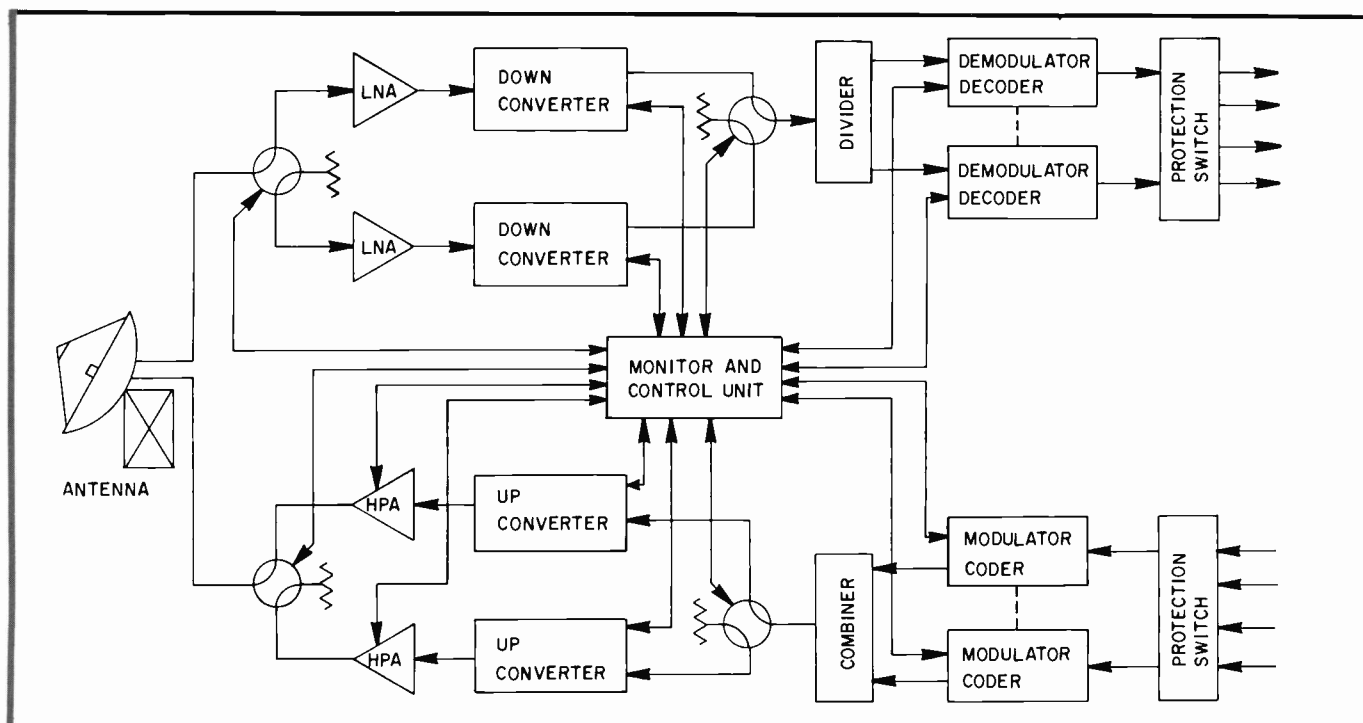 LNA
DOWN
CONVERTER
DIVIDER
DEMODULATOR
DECODER
DEMODULATOR
DECODER
PROTECTION
SWITCH
LNA
DOWN
CONVERTER
MONITOR AND
CONTROL UNIT
ANTENNA
HPA
UP
CONVERTER
HPA
UP
CONVERTER
COMBINER
MODULATOR
CODER
MODULATOR
CODER
PROTECTION
SWITCH